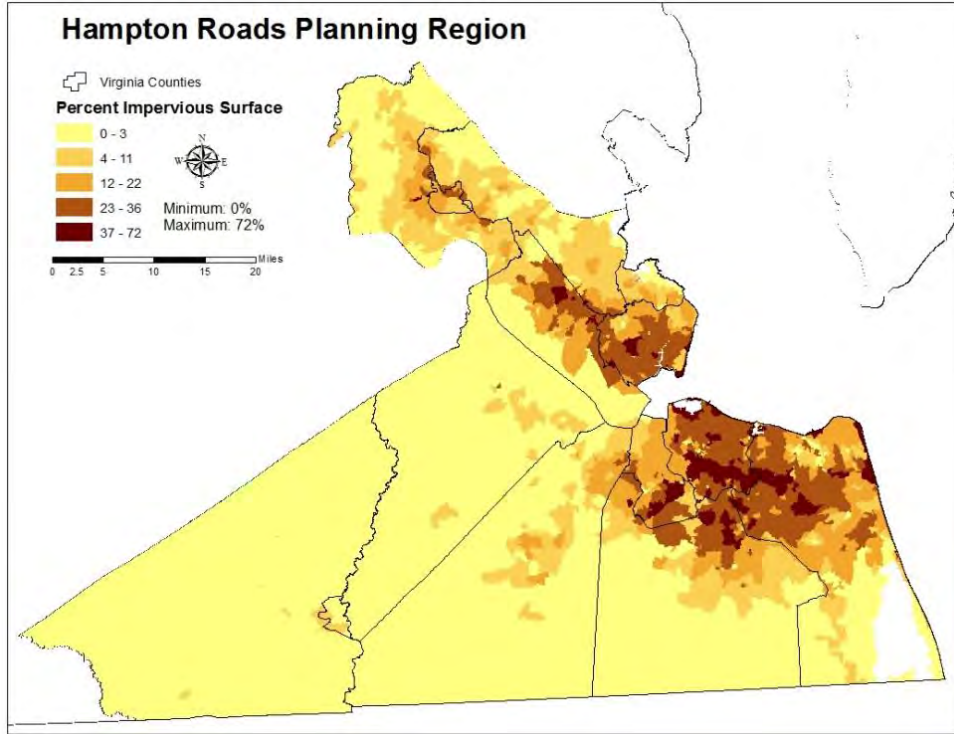 Hampton Roads Planning Region
Virginia Counties
Percent Impervious Surface
0 - 3
4 - 11
12 - 22
23 - 36
37 - 72
N
W E
S
Minimum: 0%
Maximum: 72%
Miles
0 2.5 5 10 15 20